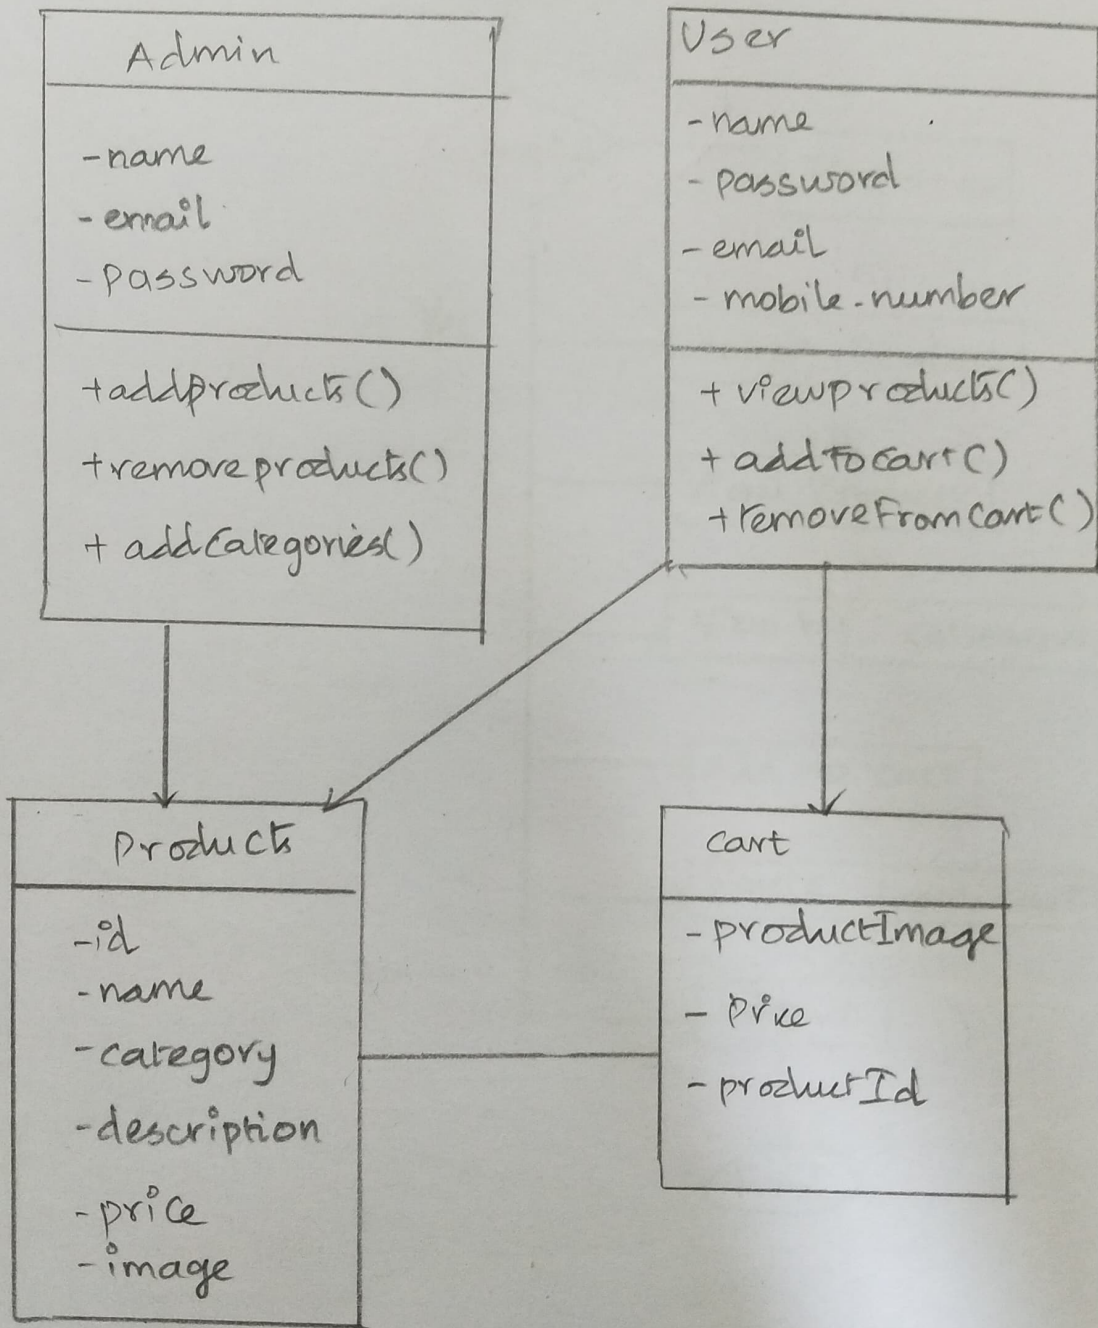 Admin
-name
-email
-password
+addproducts()
+removeproducts()
+ addCategories()
User
-name
- password
- email
- mobile-number
+ viewproducts()
+ addTocart()
+removeFromCart()
Products
-id
-name
-category
-description
-price
-image
cart
- productImage
- price
- productId